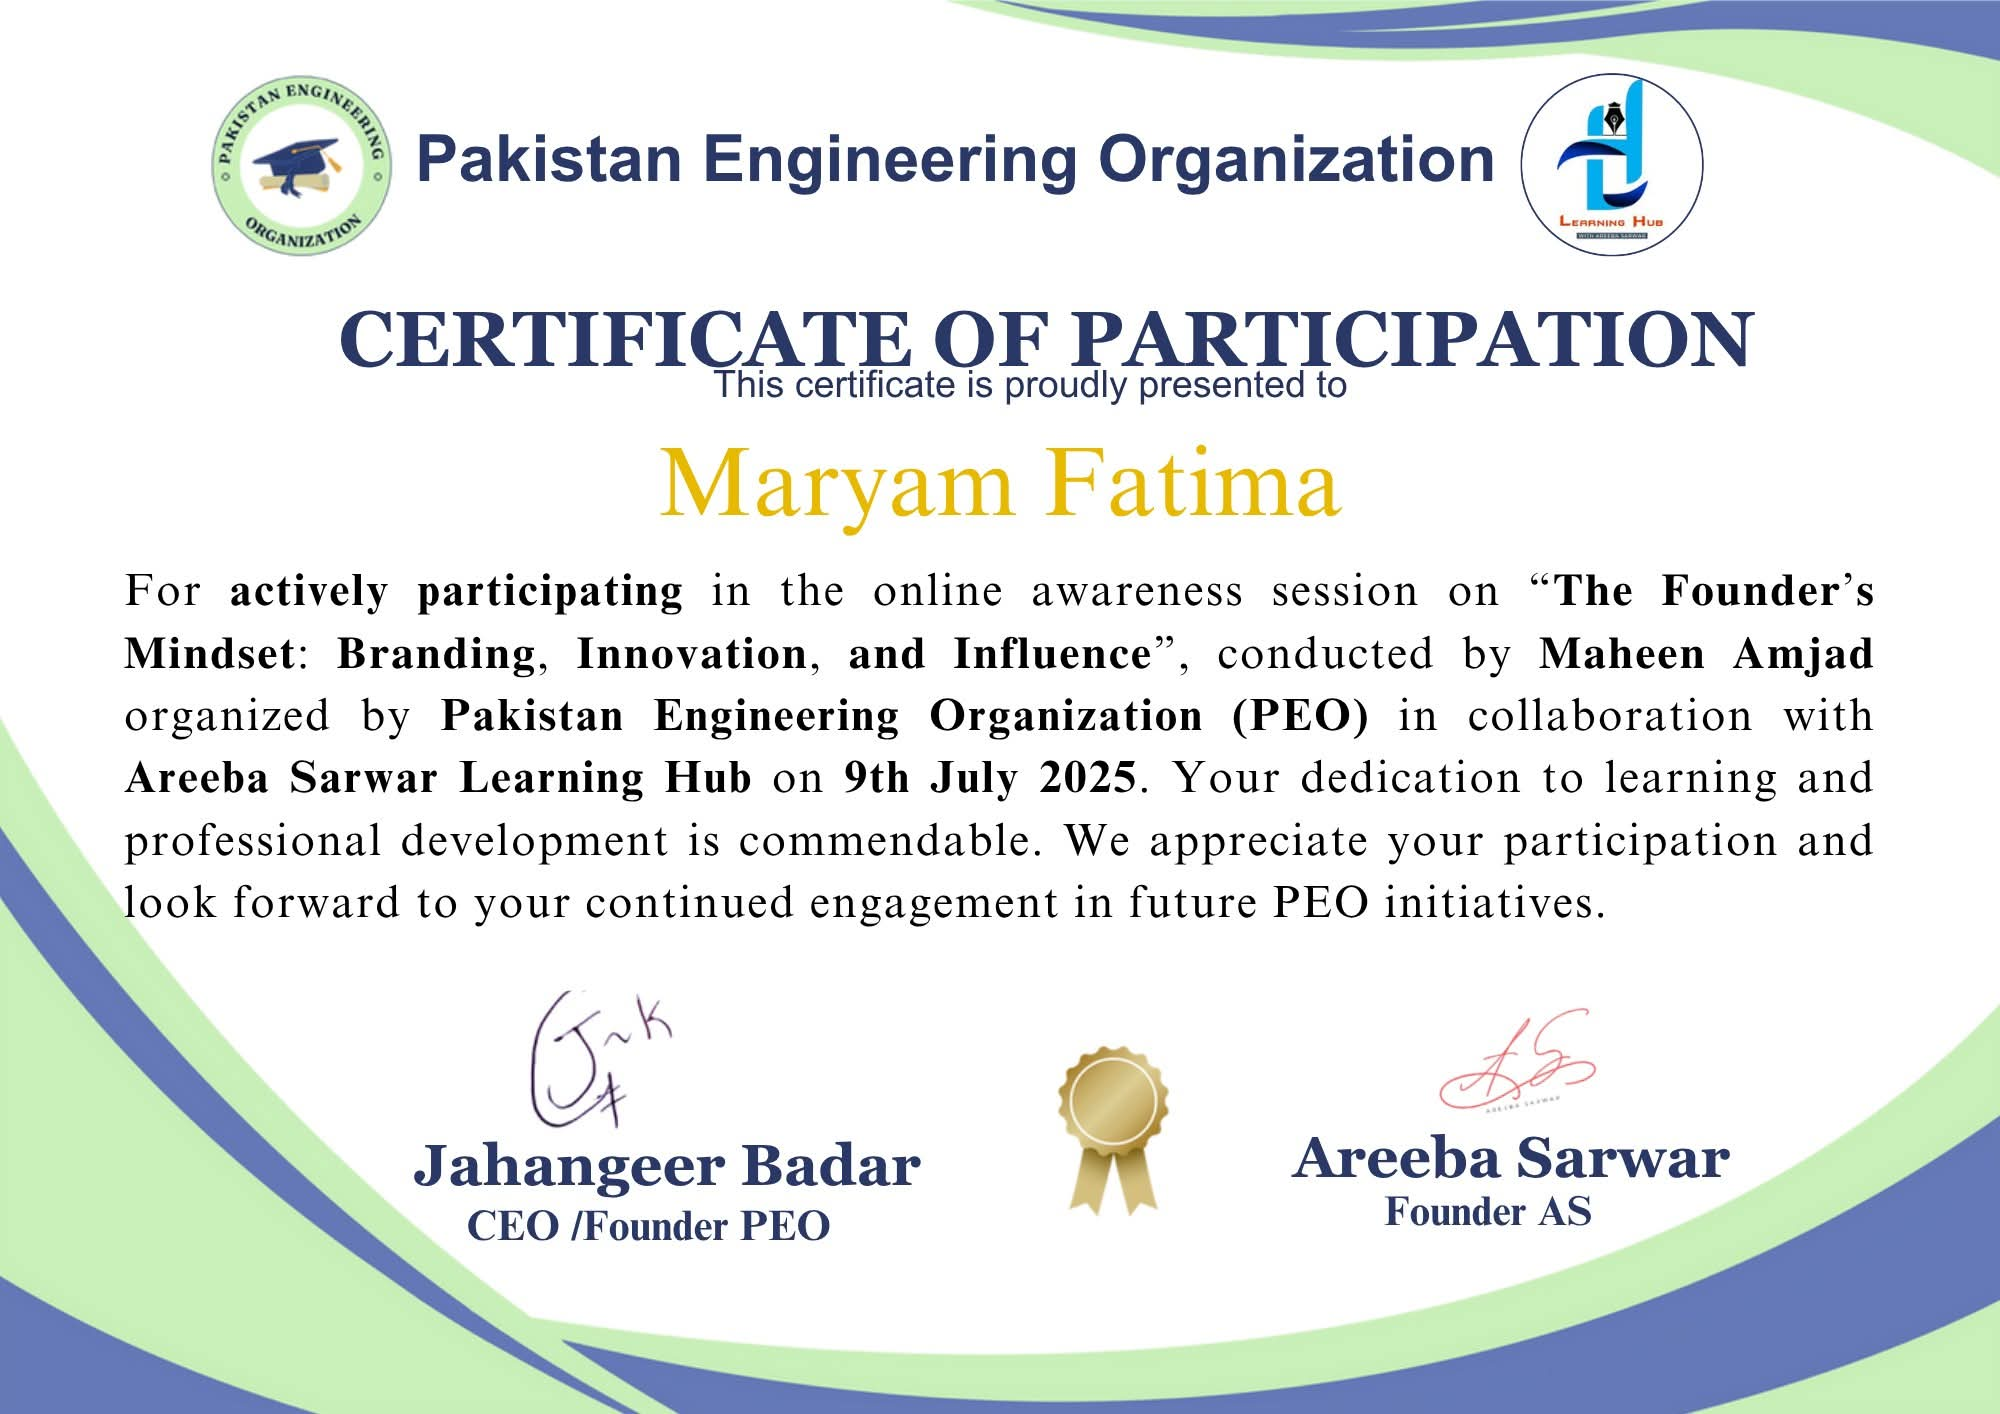 PAKISTAN ENGINEERING
ORGANIZATION
Pakistan Engineering Organization
LEARNING HUB
WITH AREEBA SARWAR
CERTIFICATE OF PARTICIPATION
This certificate is proudly presented to
Maryam Fatima
For actively participating in the online awareness session on “The Founder’s
Mindset: Branding, Innovation, and Influence”, conducted by Maheen Amjad
organized by Pakistan Engineering Organization (PEO) in collaboration with
Areeba Sarwar Learning Hub on 9th July 2025. Your dedication to learning and
professional development is commendable. We appreciate your participation and
look forward to your continued engagement in future PEO initiatives.
AS
AREEBA SARWAR
Jahangeer Badar
CEO /Founder PEO
Areeba Sarwar
Founder AS